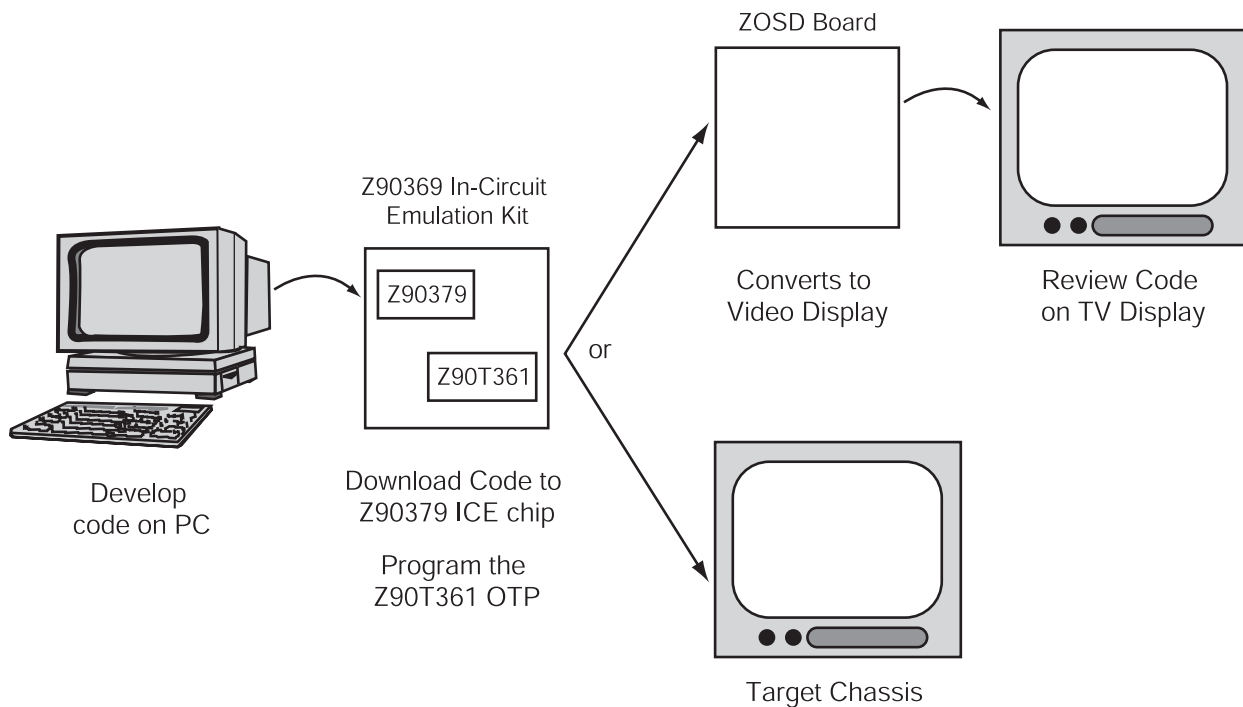 ZOSD Board
Z90369 In-Circuit
Emulation Kit
Z90379
Z90T361
or
Converts to
Video Display
Review Code
on TV Display
Develop
code on PC
Download Code to
Z90379 ICE chip
Program the
Z90T361 OTP
Target Chassis